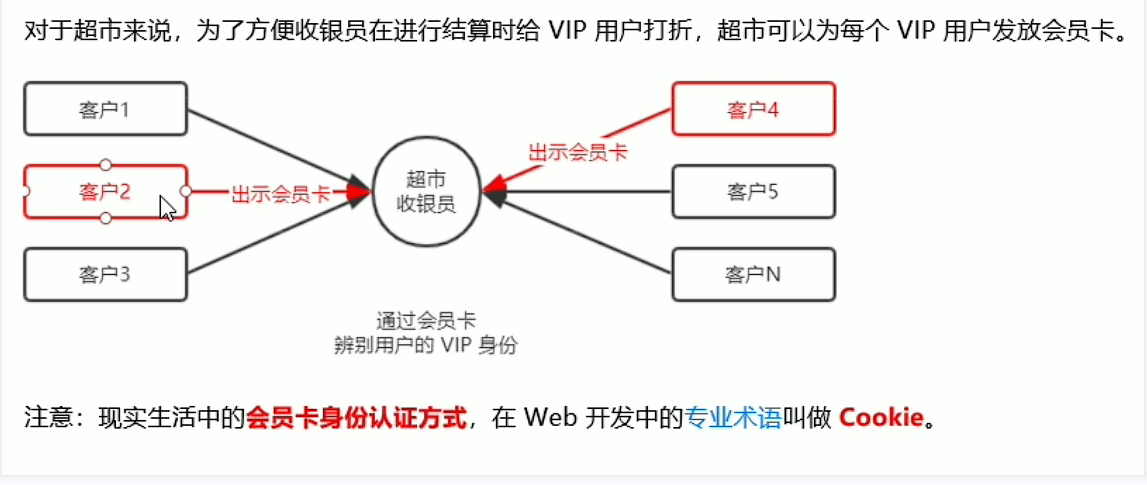 对于超市来说，为了方便收银员在进行结算时给 VIP 用户打折，超市可以为每个 VIP 用户发放会员卡。
客户1
客户4
出示会员卡
超市
收银员
客户2
出示会员卡
客户5
客户3
客户N
通过会员卡
辨别用户的 VIP 身份
注意：现实生活中的会员卡身份认证方式，在 Web 开发中的专业术语叫做 Cookie。